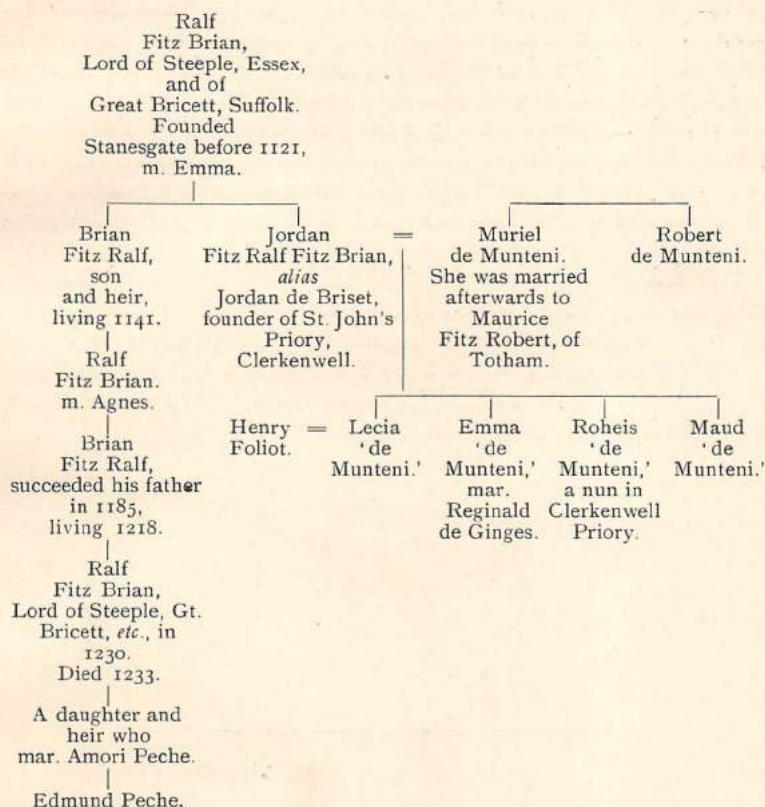 Ralf
Fitz Brian,
Lord of Steeple, Essex,
and of
Great Bricett, Suffolk.
Founded
Stanesgate before 1121,
m. Emma.
Brian
Fitz Ralf,
son
and heir,
living 1141.
Jordan
Fitz Ralf Fitz Brian,
alias
Jordan de Briset,
founder of St. John's
Priory,
Clerkenwell.
=
Muriel
de Munteni.
She was married
afterwards to
Maurice
Fitz Robert, of
Totham.
Robert
de Munteni.
Ralf
Fitz Brian.
m. Agnes.
Brian
Fitz Ralf,
succeeded his father
in 1185,
living 1218.
Ralf
Fitz Brian,
Lord of Steeple, Gt.
Bricett, etc., in
1230.
Died 1233.
A daughter and
heir who
mar. Amori Peche.
Edmund Peche.
Henry
Foliot.
=
Lecia
'de
Munteni.'
Emma
'de
Munteni,'
mar.
Reginald
de Ginges.
Roheis
'de
Munteni,'
a nun in
Clerkenwell
Priory.
Maud
'de
Munteni.'